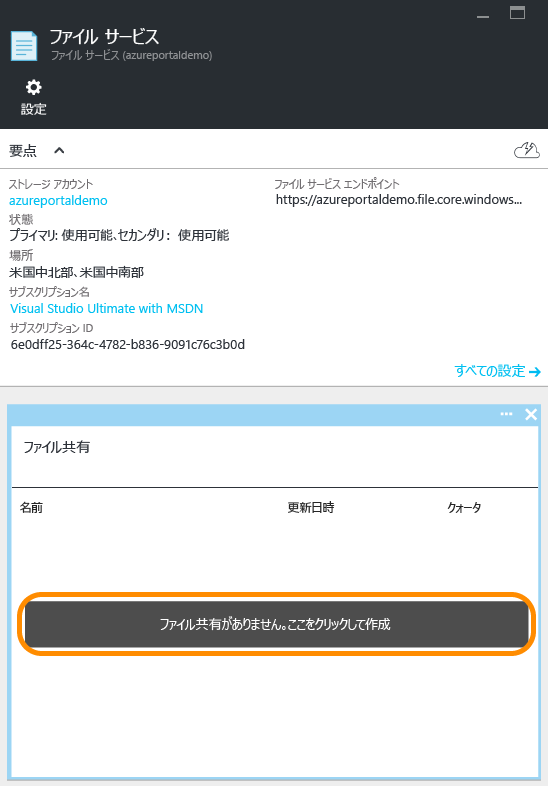 ファイル サービス
ファイル サービス (azureportaldemo)
設定
要点
ストレージ アカウント
azureportaldemo
状態
プライマリ: 使用可能、セカンダリ: 使用可能
場所
米国中北部、米国中南部
サブスクリプション名
Visual Studio Ultimate with MSDN
サブスクリプション ID
6e0dff25-364c-4782-b836-9091c76c3b0d
ファイル サービス エンドポイント
https://azureportaldemo.file.core.windows...
すべての設定 →
ファイル共有
名前 更新日時 クォータ
ファイル共有がありません。ここをクリックして作成